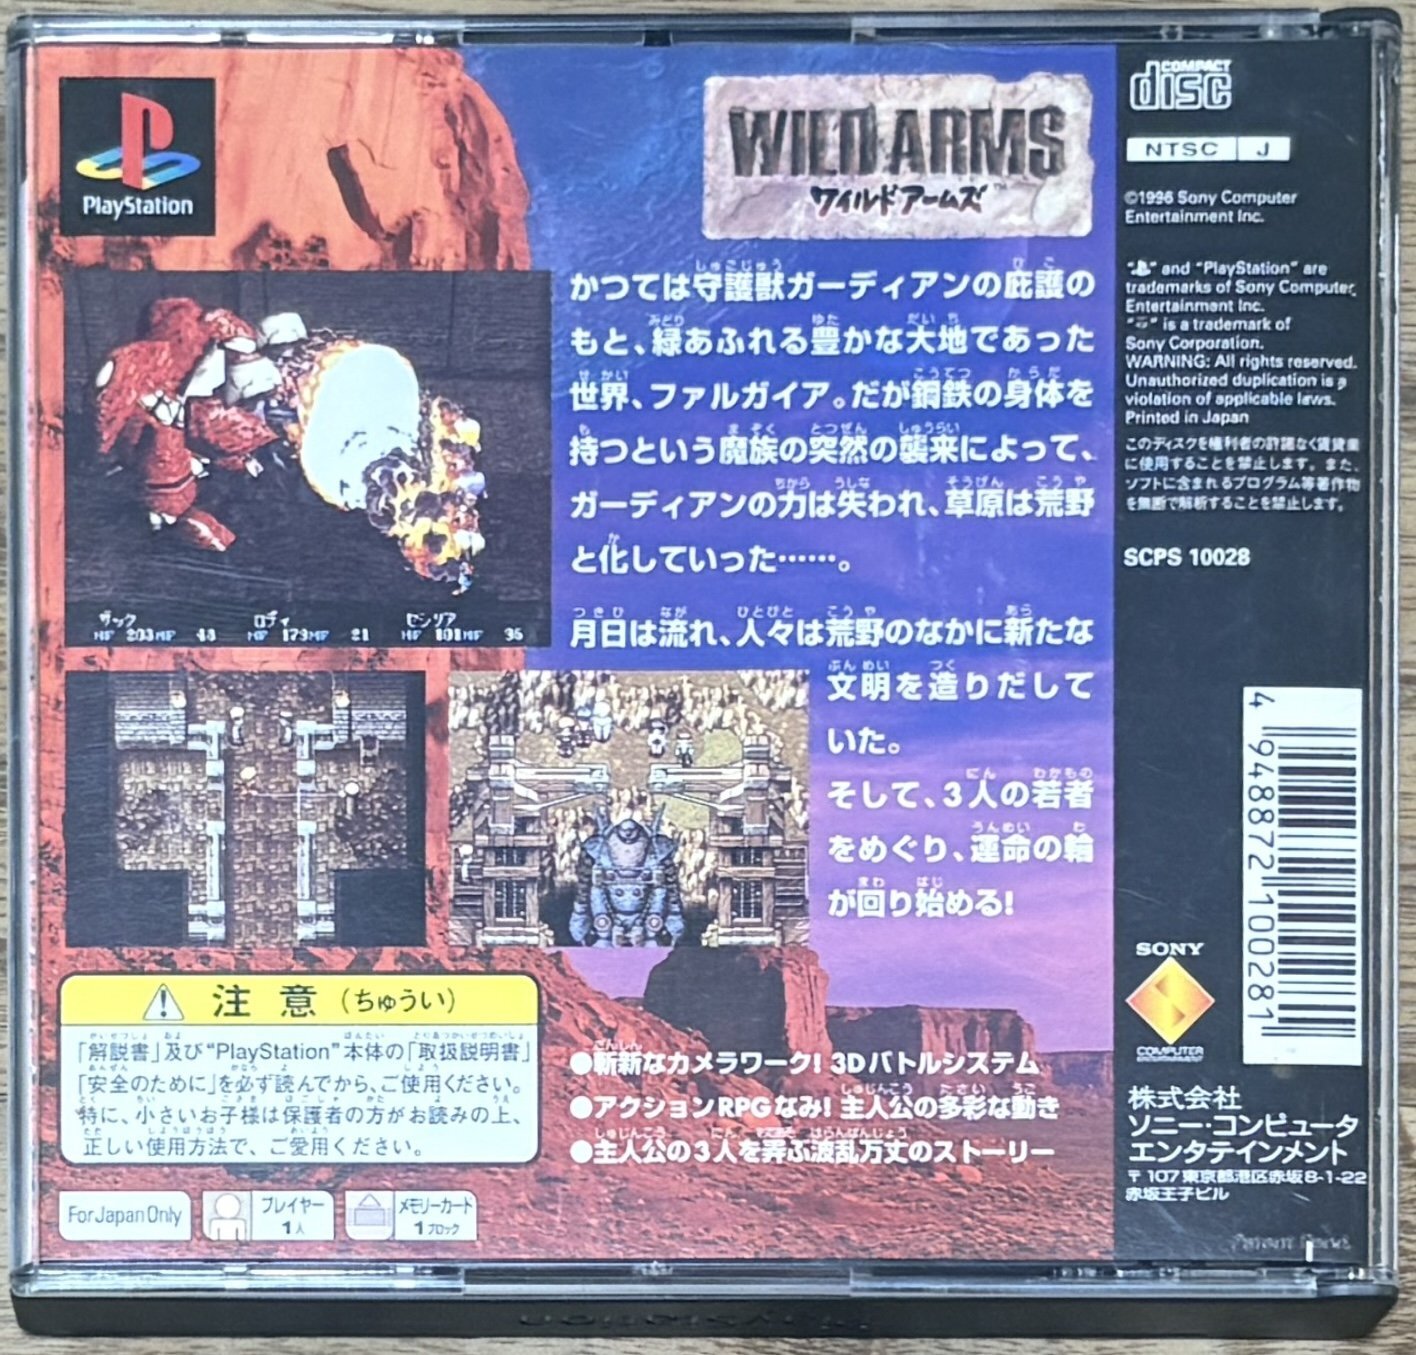 PlayStation
WILD ARMS
ワイルドアームズ™
かつては守護獣ガーディアンの庇護の
もと、緑あふれる豊かな大地であった
世界、ファルガイア。だが鋼鉄の身体を
持つという魔族の突然の襲来によって、
ガーディアンの力は失われ、草原は荒野
と化していった……。
月日は流れ、人々は荒野のなかに新たな
文明を造りだして
いた。
そして、3人の若者
をめぐり、運命の輪
が回り始める!
ザック ロディ セシリア
HP 203 MP 43 HP 179 MP 21 HP 101 MP 35
●斬新なカメラワーク! 3Dバトルシステム
●アクションRPGなみ! 主人公の多彩な動き
●主人公の3人を弄ぶ波乱万丈のストーリー
注意(ちゅうい)
「解説書」及び“PlayStation”本体の「取扱説明書」
「安全のために」を必ず読んでから、ご使用ください。
特に、小さいお子様は保護者の方がお読みの上、
正しい使用方法で、ご愛用ください。
For Japan Only
プレイヤー
1人
メモリーカード
1ブロック
COMPACT
disc
NTSC J
©1996 Sony Computer
Entertainment Inc.
" " and "PlayStation" are
trademarks of Sony Computer
Entertainment Inc.
" " is a trademark of
Sony Corporation.
WARNING: All rights reserved.
Unauthorized duplication is a
violation of applicable laws.
Printed in Japan
このディスクを権利者の許諾なく賃貸業
に使用することを禁止します。また、
ソフトに含まれるプログラム等著作物
を無断で解析することを禁止します。
SCPS 10028
4 948872 100281
SONY
COMPUTER
ENTERTAINMENT
株式会社
ソニー・コンピュータ
エンタテインメント
〒107 東京都港区赤坂8-1-22
赤坂王子ビル
PlayStation